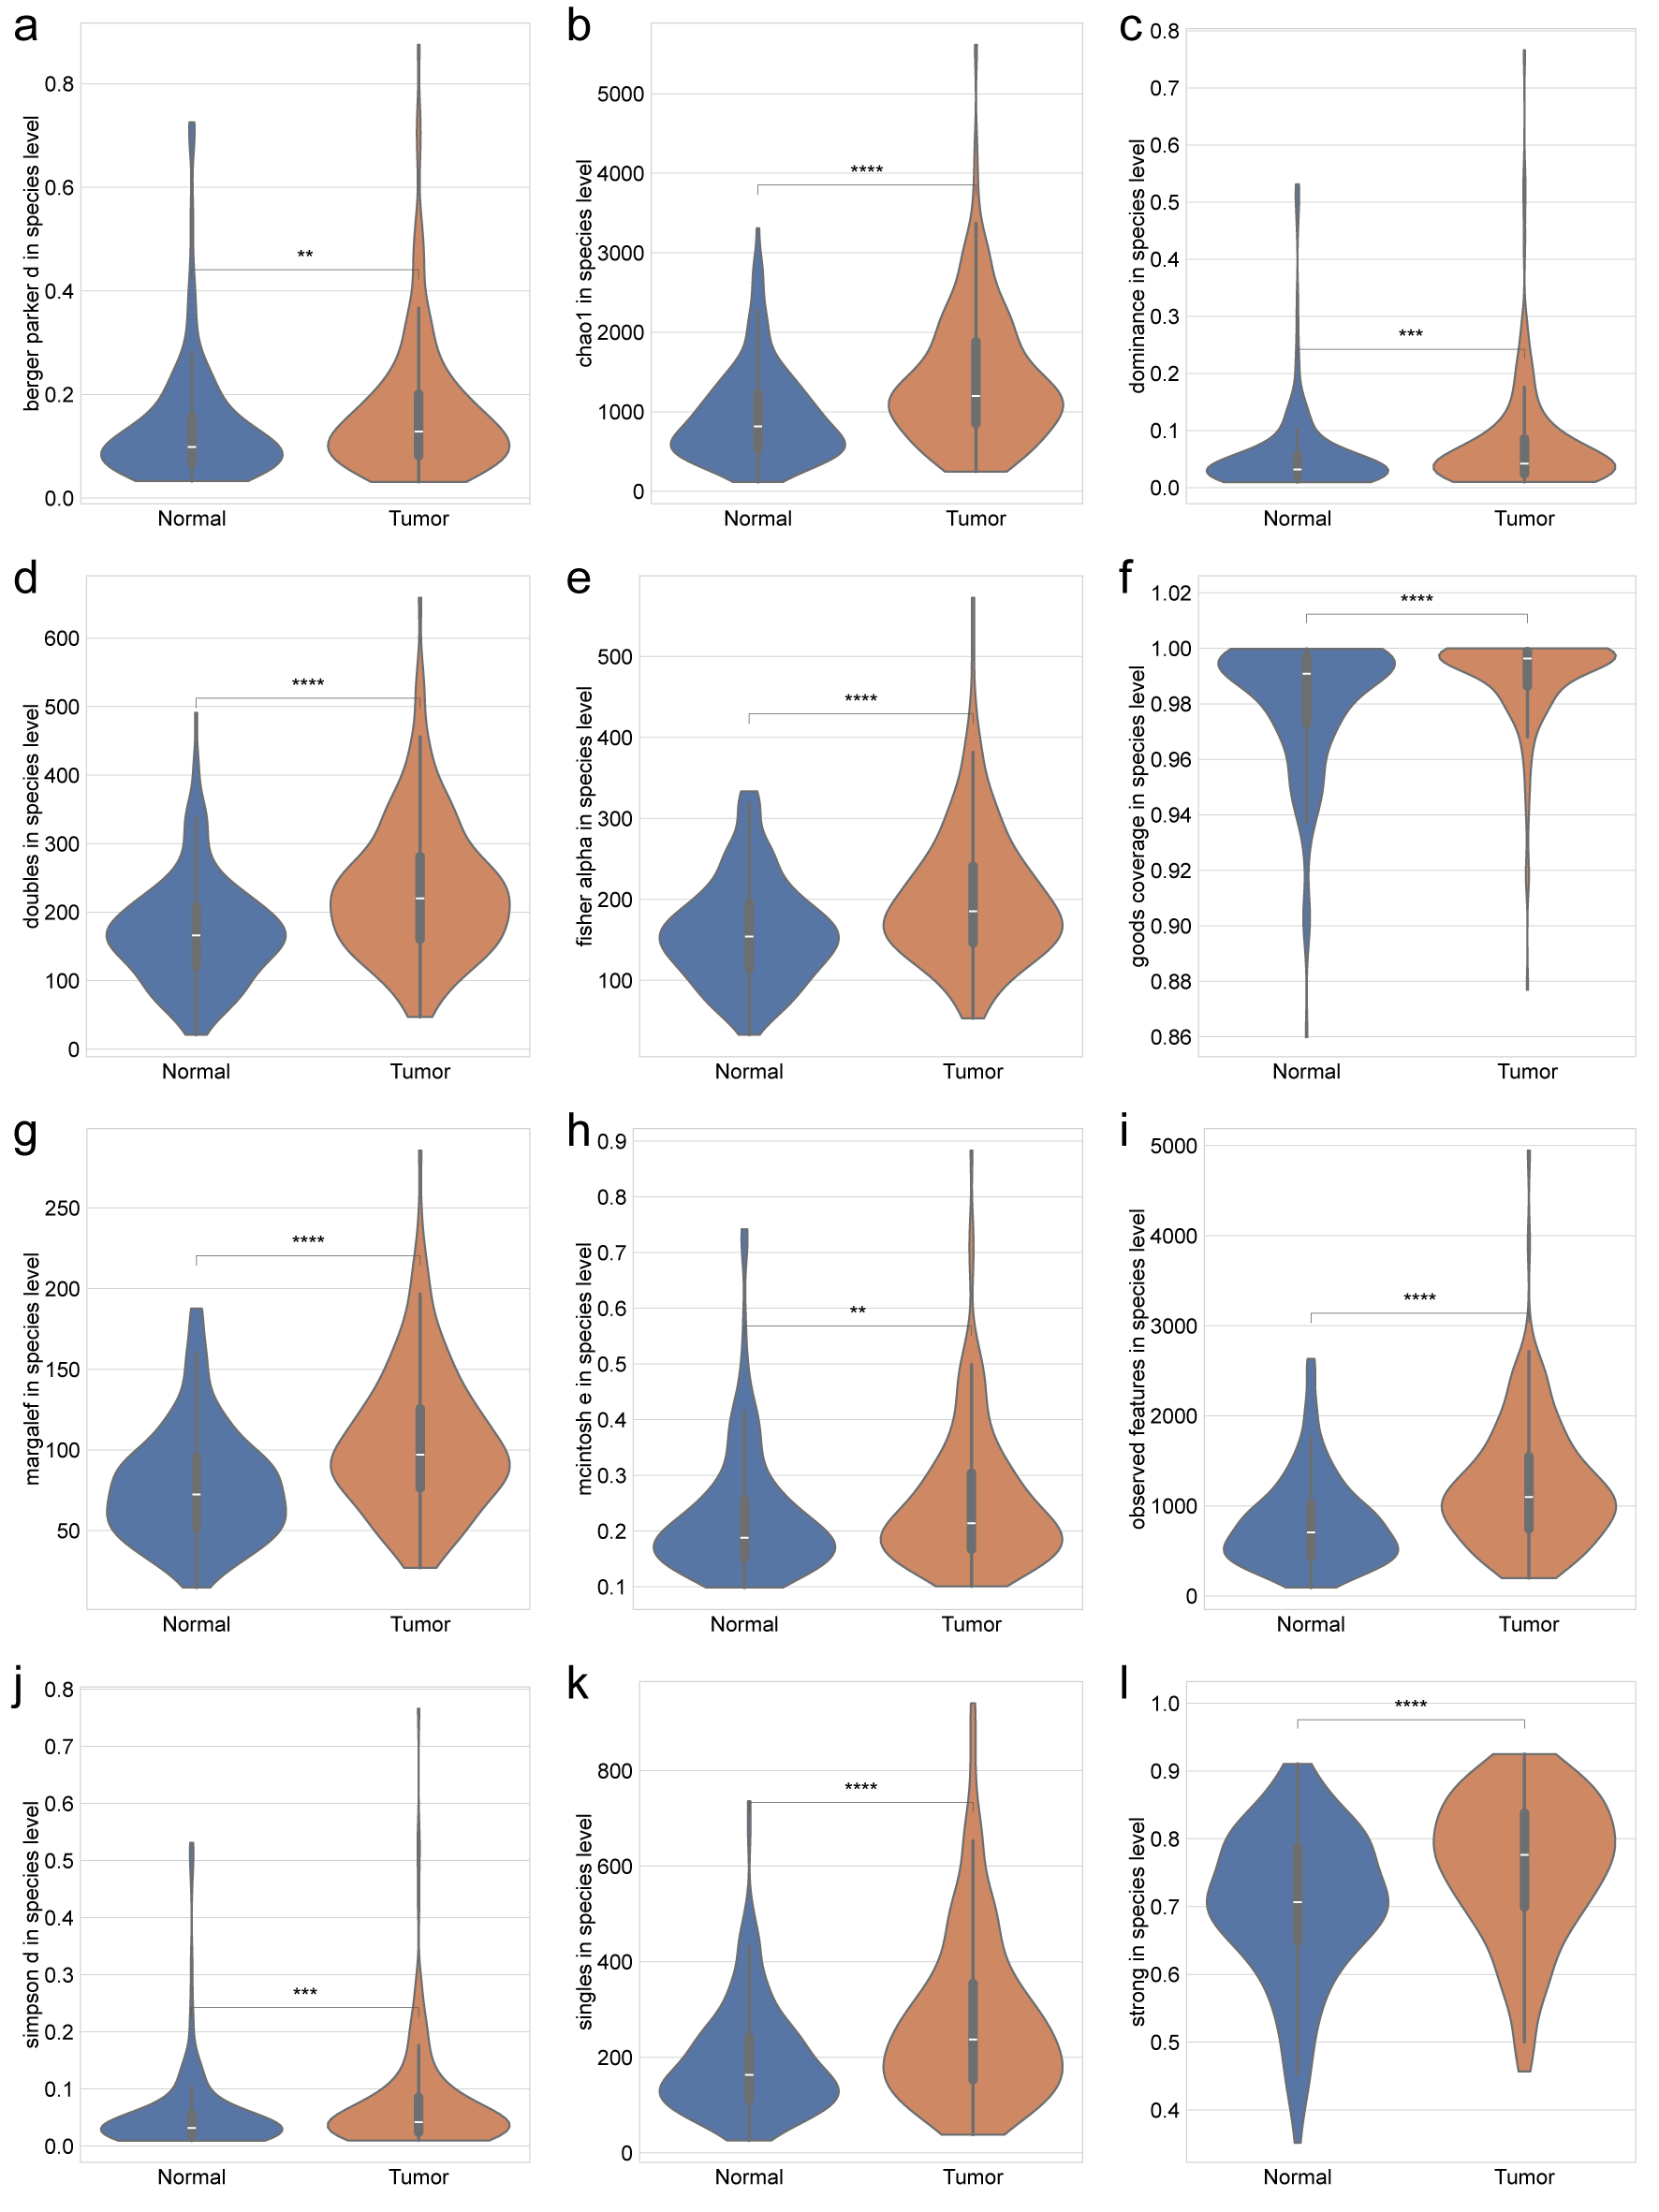 a
berger parker d in species level
0.8
0.6
0.4
0.2
0.0
**
Normal
Tumor
b
chao1 in species level
5000
4000
3000
2000
1000
0
****
Normal
Tumor
c
dominance in species level
0.8
0.7
0.6
0.5
0.4
0.3
0.2
0.1
0.0
***
Normal
Tumor
d
doubles in species level
600
500
400
300
200
100
0
****
Normal
Tumor
e
fisher alpha in species level
500
400
300
200
100
****
Normal
Tumor
f
goods coverage in species level
1.02
1.00
0.98
0.96
0.94
0.92
0.90
0.88
0.86
****
Normal
Tumor
g
margalef in species level
250
200
150
100
50
****
Normal
Tumor
h
mcintosh e in species level
0.9
0.8
0.7
0.6
0.5
0.4
0.3
0.2
0.1
**
Normal
Tumor
i
observed features in species level
5000
4000
3000
2000
1000
0
****
Normal
Tumor
j
simpson d in species level
0.8
0.7
0.6
0.5
0.4
0.3
0.2
0.1
0.0
***
Normal
Tumor
k
singles in species level
800
600
400
200
0
****
Normal
Tumor
l
strong in species level
1.0
0.9
0.8
0.7
0.6
0.5
0.4
****
Normal
Tumor